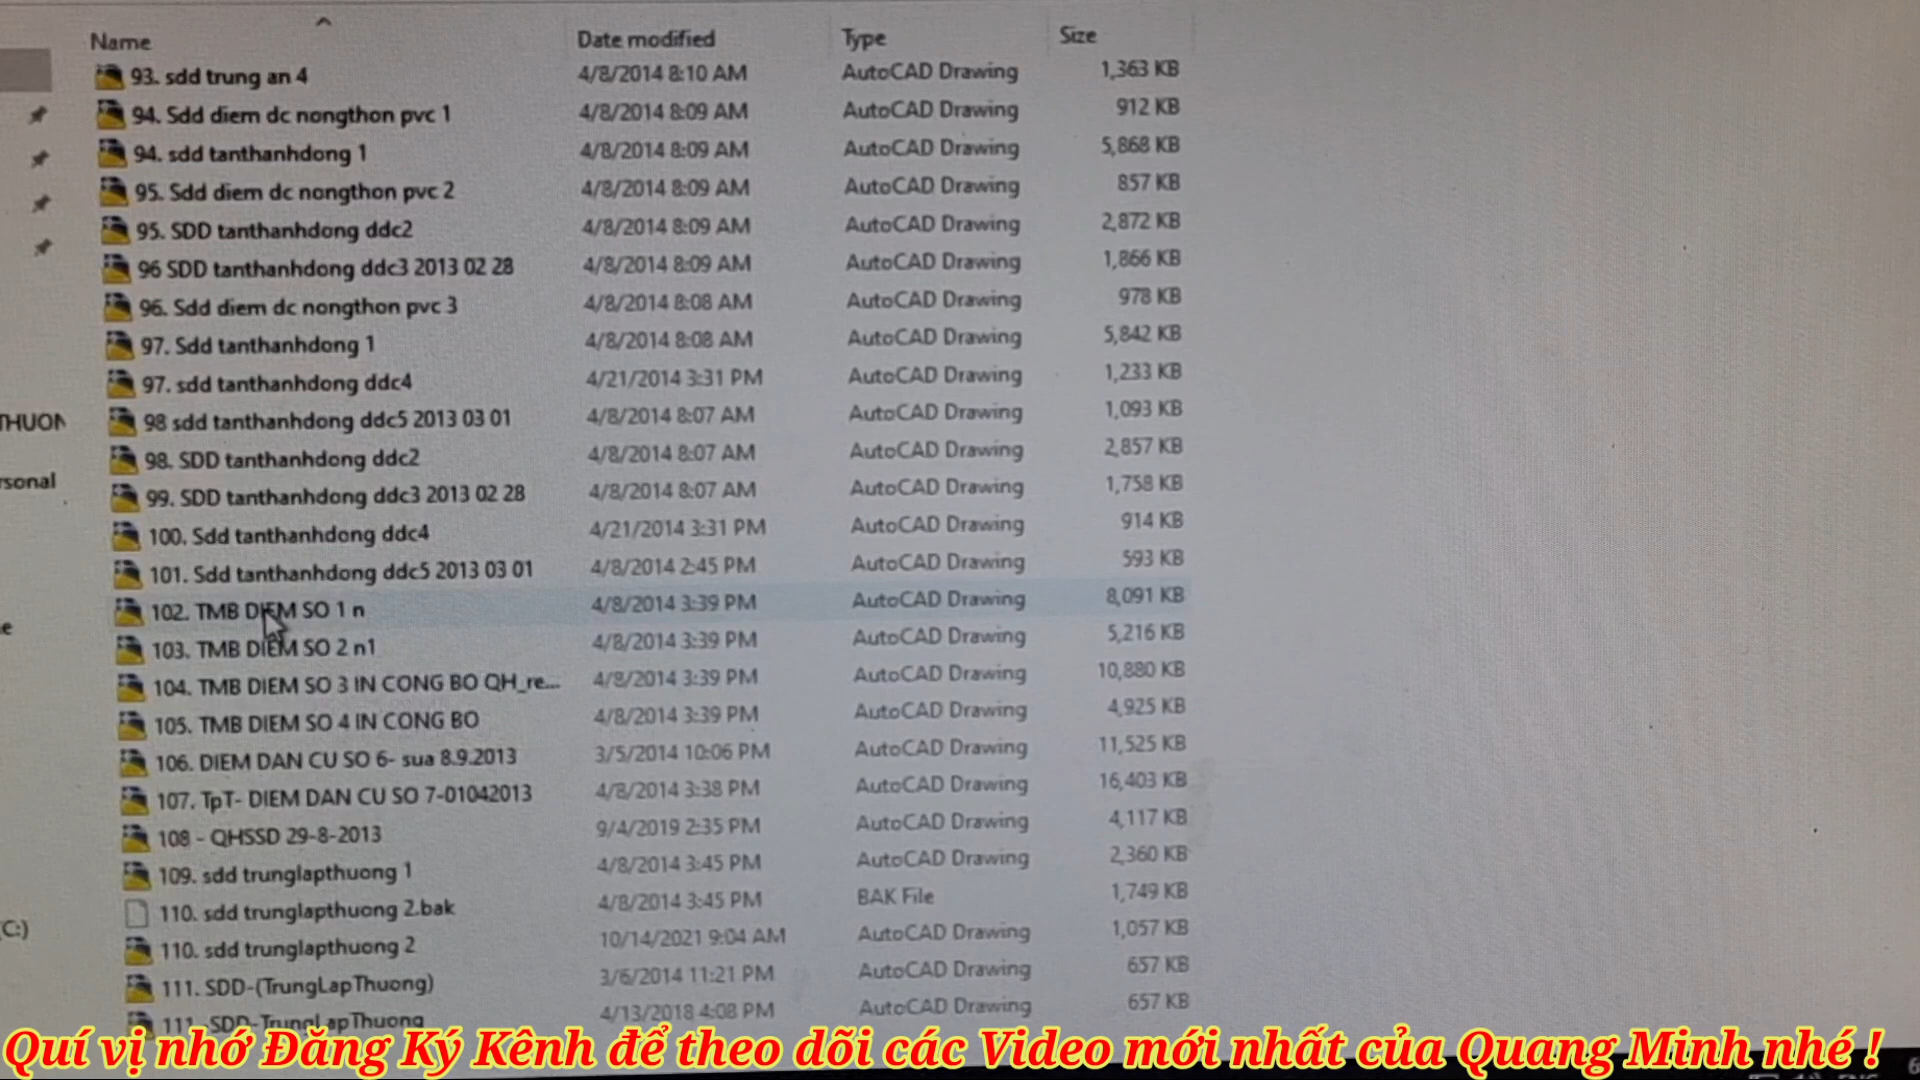 Name Date modified Type Size
93. sdd trung an 4 4/8/2014 8:10 AM AutoCAD Drawing 1,363 KB
94. Sdd diem dc nongthon pvc 1 4/8/2014 8:09 AM AutoCAD Drawing 912 KB
94. sdd tanthanhdong 1 4/8/2014 8:09 AM AutoCAD Drawing 5,868 KB
95. Sdd diem dc nongthon pvc 2 4/8/2014 8:09 AM AutoCAD Drawing 857 KB
95. SDD tanthanhdong ddc2 4/8/2014 8:09 AM AutoCAD Drawing 2,872 KB
96 SDD tanthanhdong ddc3 2013 02 28 4/8/2014 8:09 AM AutoCAD Drawing 1,866 KB
96. Sdd diem dc nongthon pvc 3 4/8/2014 8:08 AM AutoCAD Drawing 978 KB
97. Sdd tanthanhdong 1 4/8/2014 8:08 AM AutoCAD Drawing 5,842 KB
97. sdd tanthanhdong ddc4 4/21/2014 3:31 PM AutoCAD Drawing 1,233 KB
THUON 98 sdd tanthanhdong ddc5 2013 03 01 4/8/2014 8:07 AM AutoCAD Drawing 1,093 KB
98. SDD tanthanhdong ddc2 4/8/2014 8:07 AM AutoCAD Drawing 2,857 KB
rsonal 99. SDD tanthanhdong ddc3 2013 02 28 4/8/2014 8:07 AM AutoCAD Drawing 1,758 KB
100. Sdd tanthanhdong ddc4 4/21/2014 3:31 PM AutoCAD Drawing 914 KB
101. Sdd tanthanhdong ddc5 2013 03 01 4/8/2014 2:45 PM AutoCAD Drawing 593 KB
102. TMB DIEM SO 1 n 4/8/2014 3:39 PM AutoCAD Drawing 8,091 KB
e 103. TMB DIEM SO 2 n1 4/8/2014 3:39 PM AutoCAD Drawing 5,216 KB
104. TMB DIEM SO 3 IN CONG BO QH_re... 4/8/2014 3:39 PM AutoCAD Drawing 10,880 KB
105. TMB DIEM SO 4 IN CONG BO 4/8/2014 3:39 PM AutoCAD Drawing 4,925 KB
106. DIEM DAN CU SO 6- sua 8.9.2013 3/5/2014 10:06 PM AutoCAD Drawing 11,525 KB
107. TpT- DIEM DAN CU SO 7-01042013 4/8/2014 3:38 PM AutoCAD Drawing 16,403 KB
108 - QHSSD 29-8-2013 9/4/2019 2:35 PM AutoCAD Drawing 4,117 KB
109. sdd trunglapthuong 1 4/8/2014 3:45 PM AutoCAD Drawing 2,360 KB
110. sdd trunglapthuong 2.bak 4/8/2014 3:45 PM BAK File 1,749 KB
C:) 110. sdd trunglapthuong 2 10/14/2021 9:04 AM AutoCAD Drawing 1,057 KB
111. SDD-(TrungLapThuong) 3/6/2014 11:21 PM AutoCAD Drawing 657 KB
111. SDD-TrungLapThuong 4/13/2018 4:08 PM AutoCAD Drawing 657 KB
Quí vị nhớ Đăng Ký Kênh để theo dõi các Video mới nhất của Quang Minh nhé !